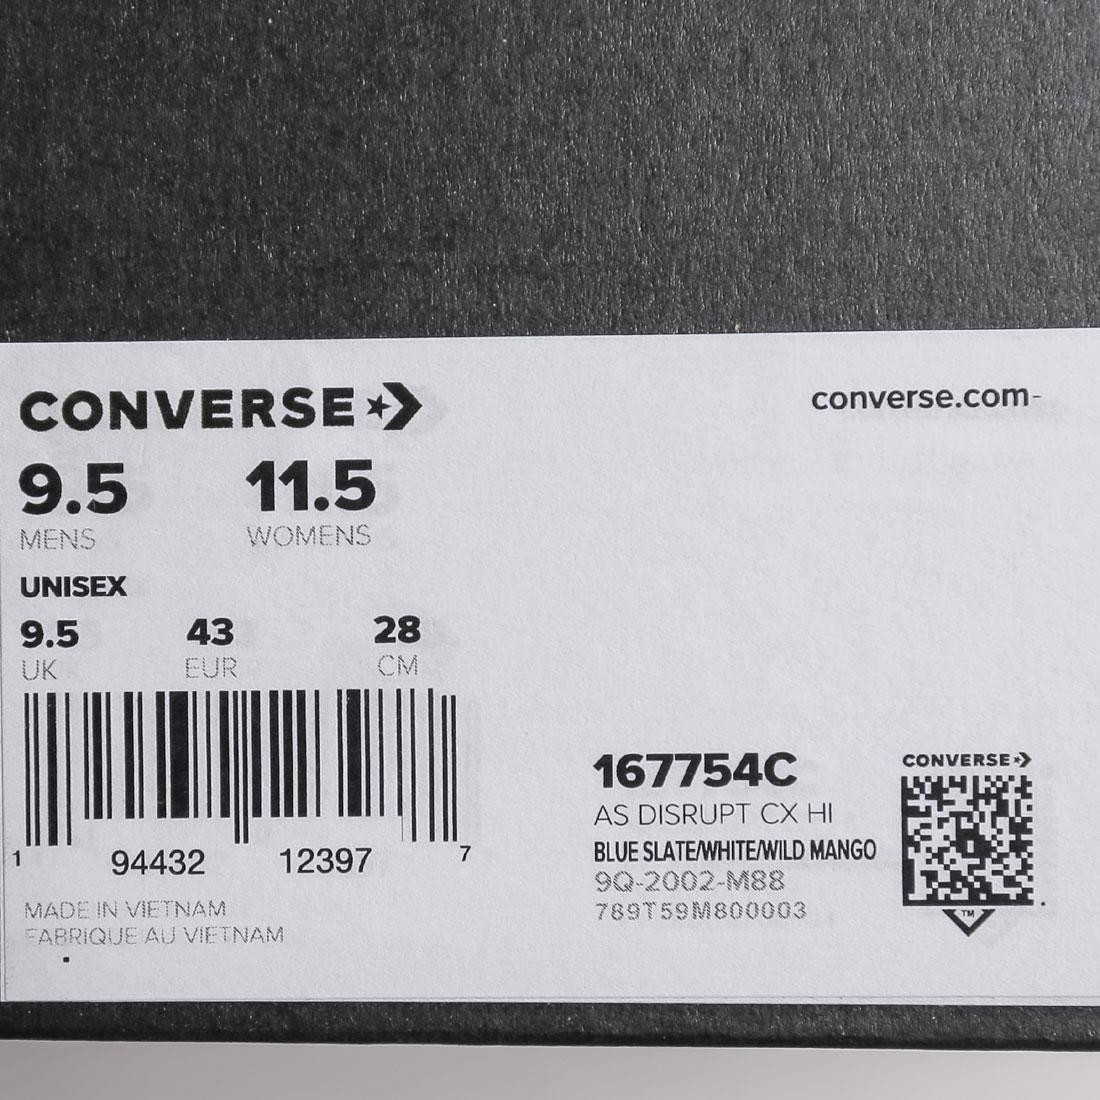 CONVERSE
converse.com-
9.5 11.5
MENS WOMENS
UNISEX
9.5 43 28
UK EUR CM
1 94432 12397 7
MADE IN VIETNAM
FABRIQUE AU VIETNAM
167754C
AS DISRUPT CX HI
BLUE SLATE/WHITE/WILD MANGO
9Q-2002-M88
789T59M800003
CONVERSE
TM